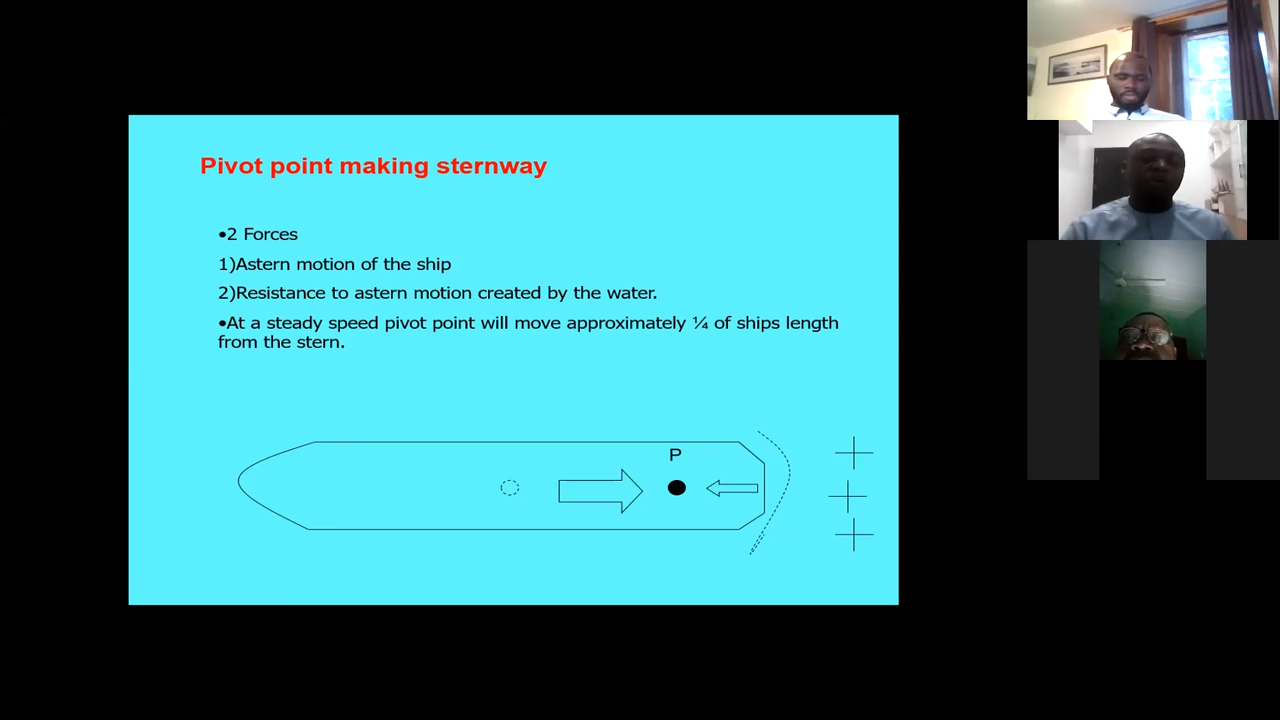 Pivot point making sternway
•2 Forces
1)Astern motion of the ship
2)Resistance to astern motion created by the water.
•At a steady speed pivot point will move approximately ¼ of ships length
from the stern.
P